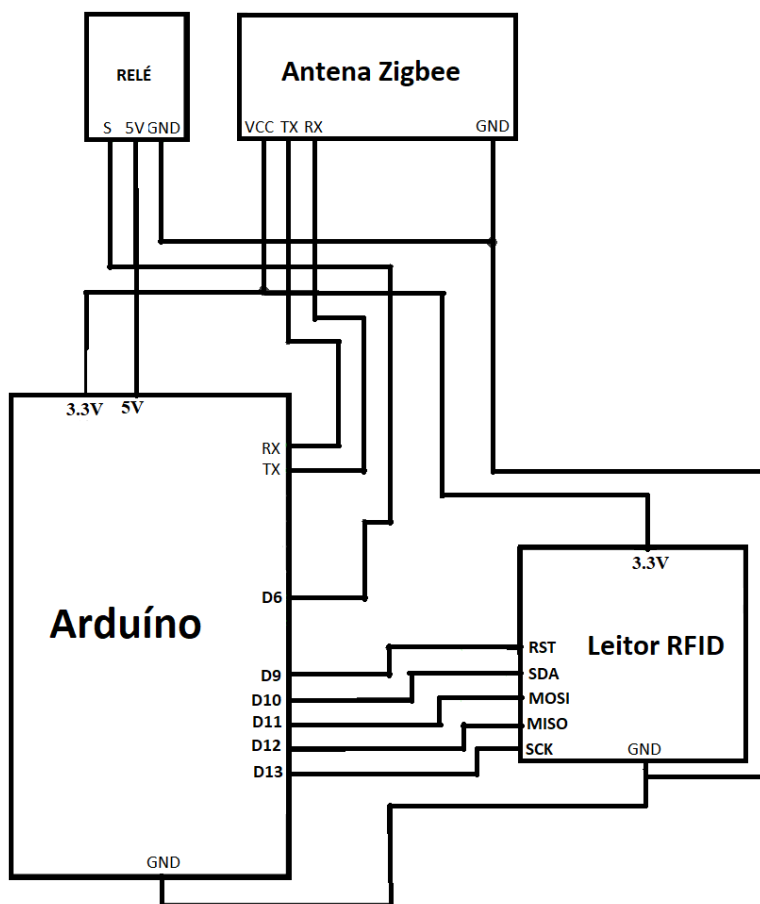 RELÉ
S 5V GND
Antena Zigbee
VCC TX RX GND
3.3V 5V
RX
TX
D6
Arduíno
D9
D10
D11
D12
D13
GND
3.3V
RST
SDA
MOSI
MISO
SCK
Leitor RFID
GND